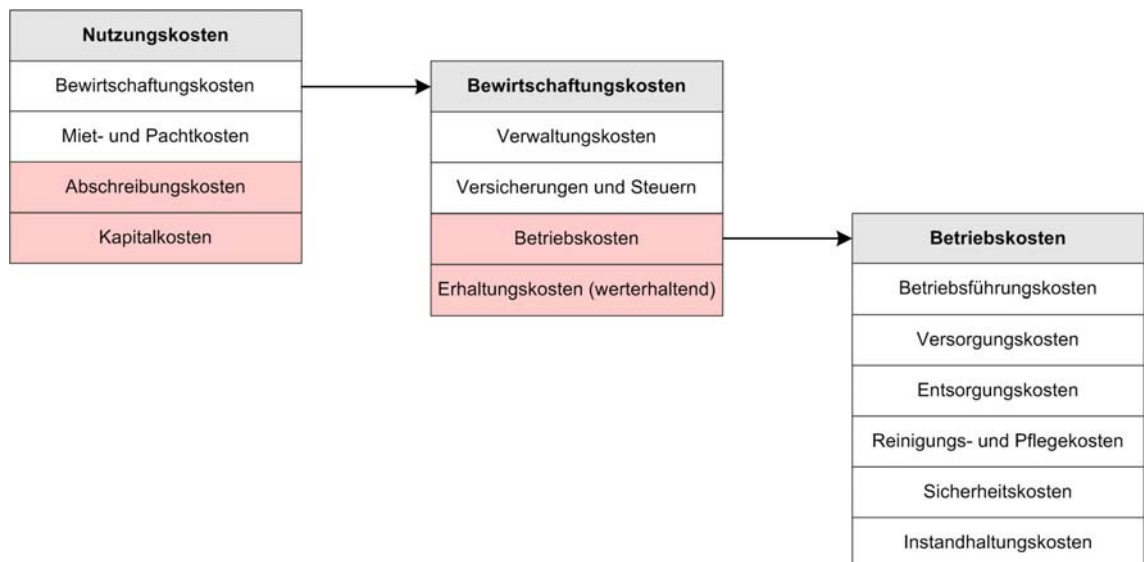 Nutzungskosten
Bewirtschaftungskosten
Miet- und Pachtkosten
Abschreibungskosten
Kapitalkosten
Bewirtschaftungskosten
Verwaltungskosten
Versicherungen und Steuern
Betriebskosten
Erhaltungskosten (werterhaltend)
Betriebskosten
Betriebsführungskosten
Versorgungskosten
Entsorgungskosten
Reinigungs- und Pflegekosten
Sicherheitskosten
Instandhaltungskosten